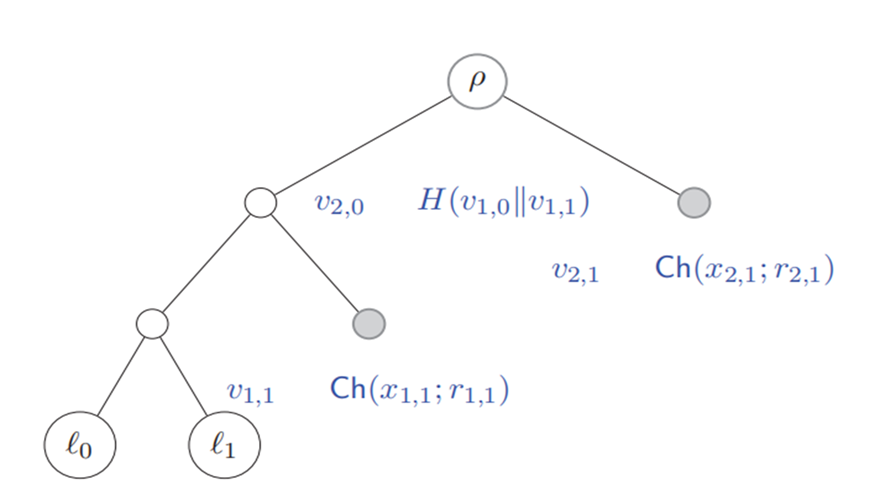 ρ
v₂,₀ H(v₁,₀||v₁,₁)
v₂,₁ Ch(x₂,₁; r₂,₁)
v₁,₁ Ch(x₁,₁; r₁,₁)
ℓ₀ ℓ₁